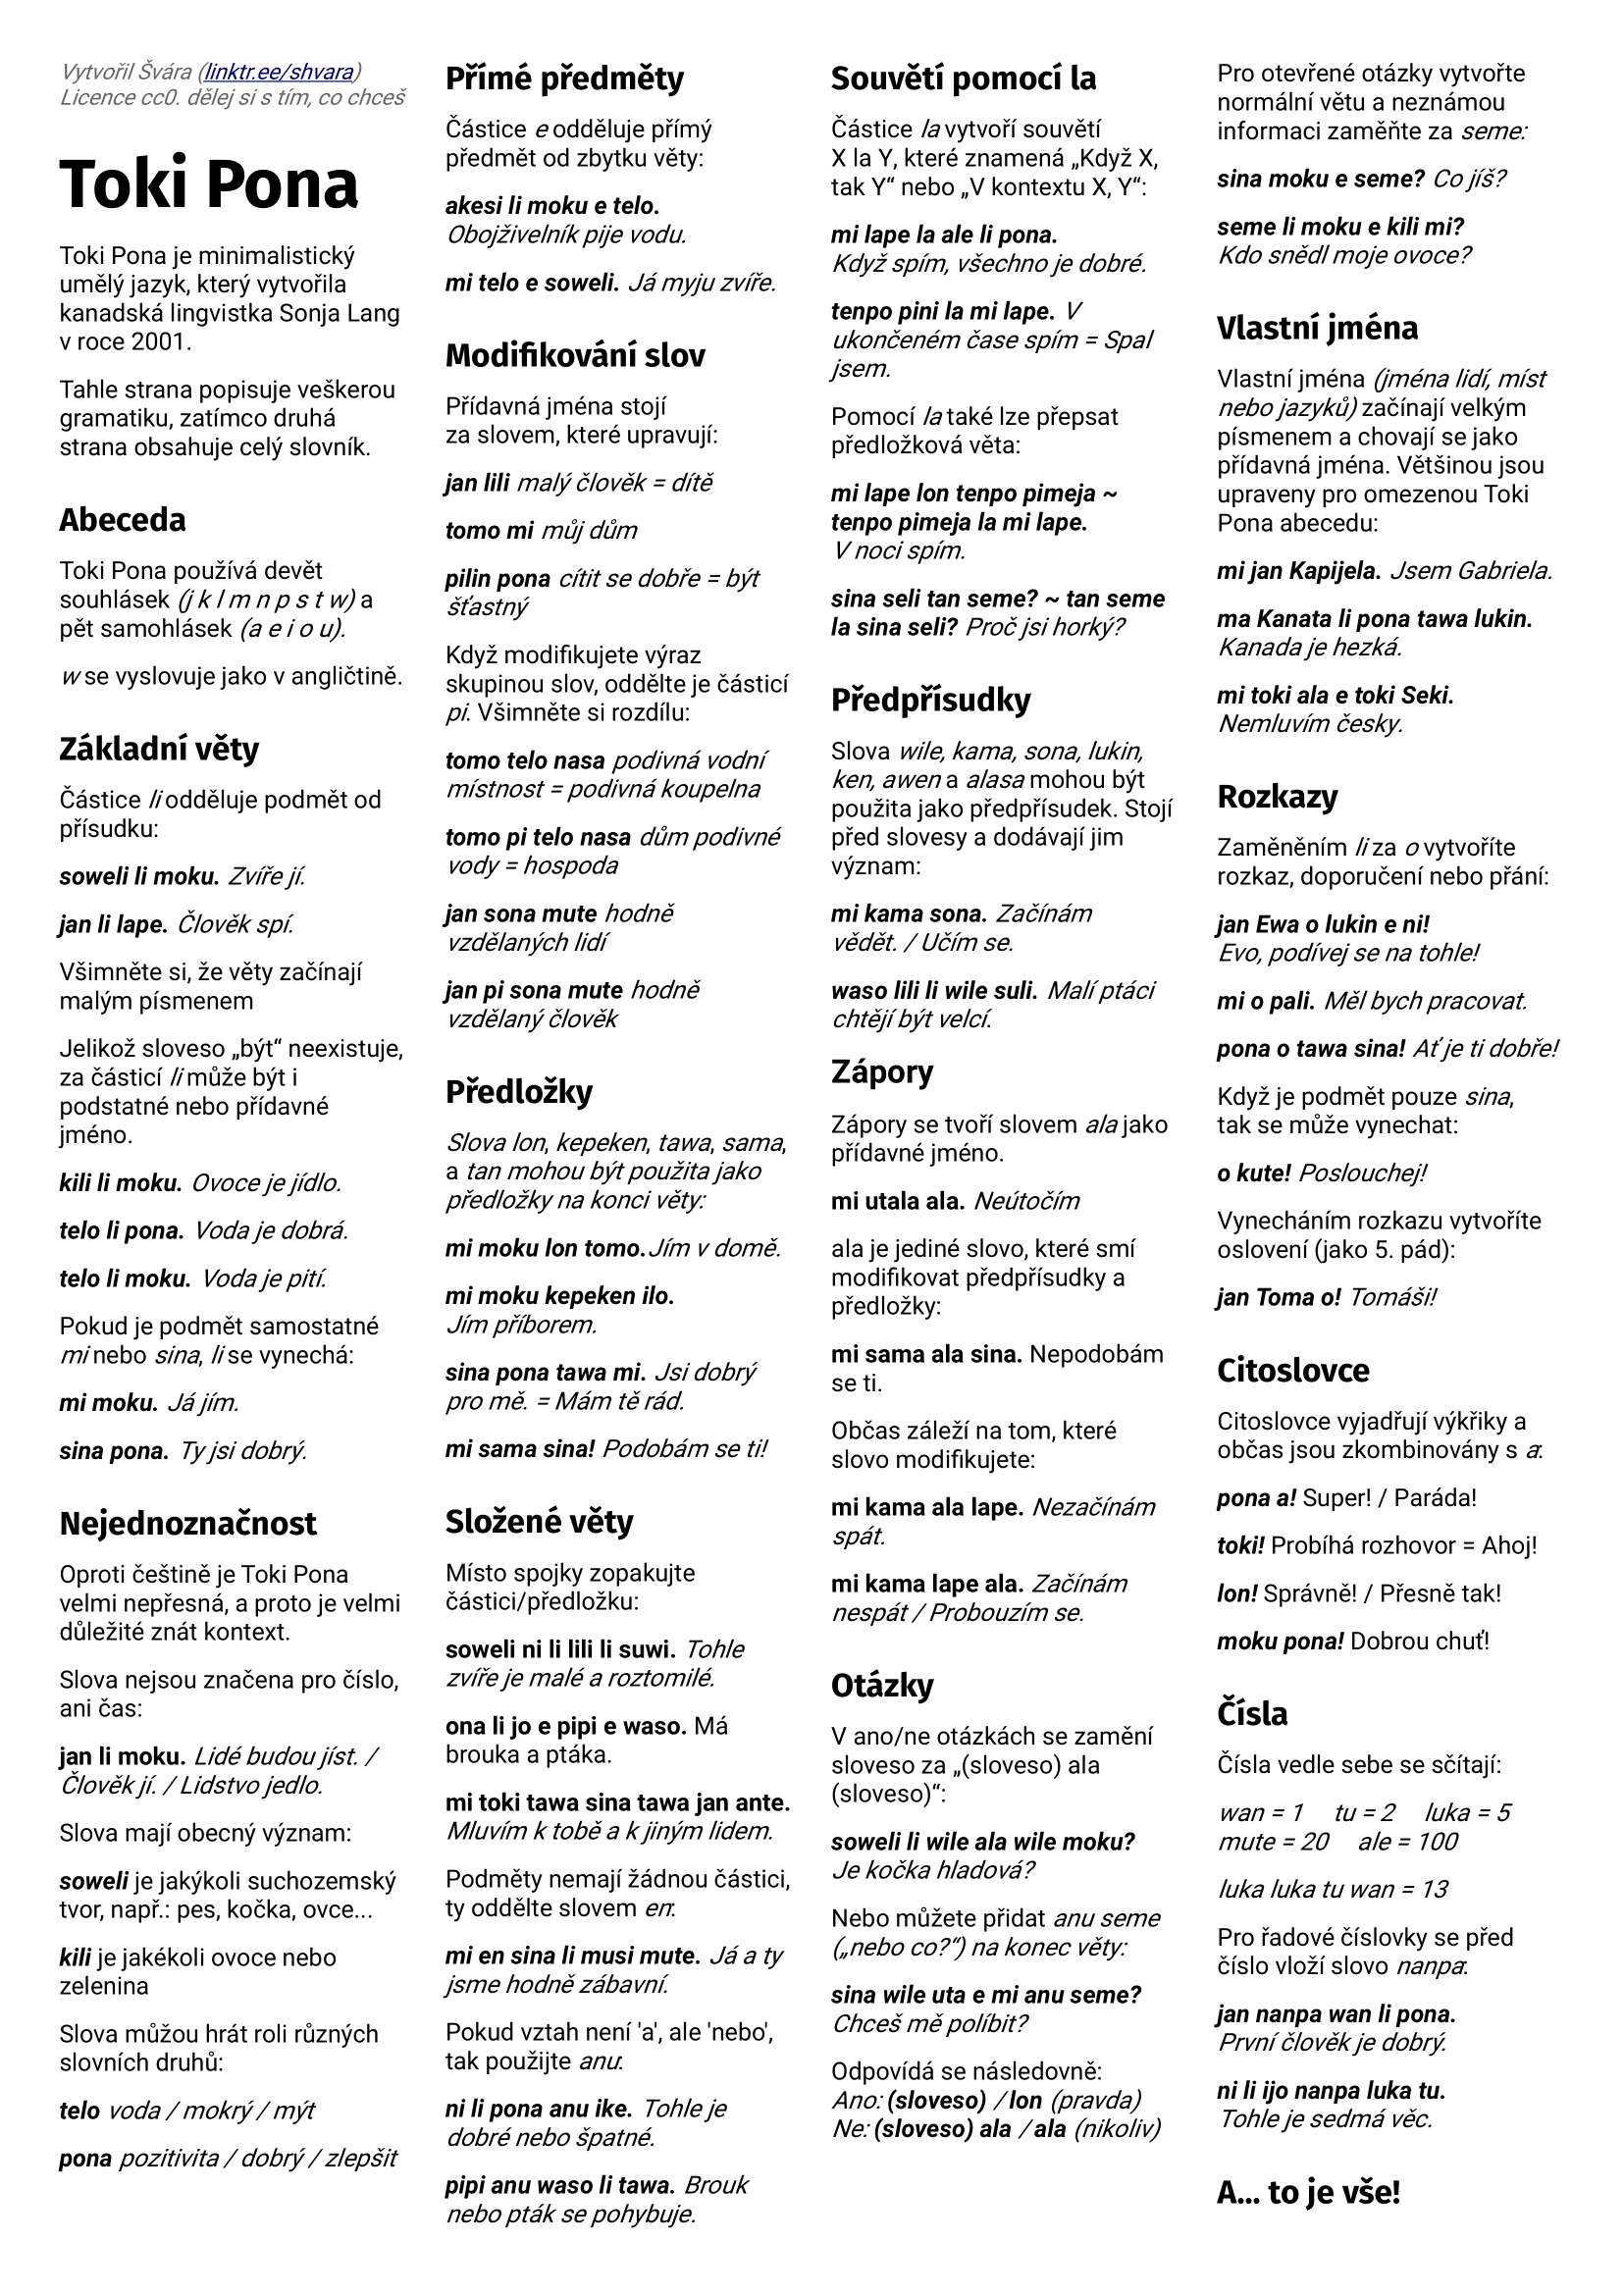 Vytvořil Švára (linktr.ee/shvara)
Licence cc0. dělej si s tím, co chceš
Toki Pona
Toki Pona je minimalistický
umělý jazyk, který vytvořila
kanadská lingvistka Sonja Lang
v roce 2001.
Tahle strana popisuje veškerou
gramatiku, zatímco druhá
strana obsahuje celý slovník.
Abeceda
Toki Pona používá devět
souhlásek (j k l m n p s t w) a
pět samohlásek (a e i o u).
w se vyslovuje jako v angličtině.
Základní věty
Částice li odděluje podmět od
přísudku:
soweli li moku. Zvíře jí.
jan li lape. Člověk spí.
Všimněte si, že věty začínají
malým písmenem
Jelikož sloveso „být“ neexistuje,
za částicí li může být i
podstatné nebo přídavné
jméno.
kili li moku. Ovoce je jídlo.
telo li pona. Voda je dobrá.
telo li moku. Voda je pití.
Pokud je podmět samostatné
mi nebo sina, li se vynechá:
mi moku. Já jím.
sina pona. Ty jsi dobrý.
Nejednoznačnost
Oproti češtině je Toki Pona
velmi nepřesná, a proto je velmi
důležité znát kontext.
Slova nejsou značena pro číslo,
ani čas:
jan li moku. Lidé budou jíst. /
Člověk jí. / Lidstvo jedlo.
Slova mají obecný význam:
soweli je jakýkoli suchozemský
tvor, např.: pes, kočka, ovce...
kili je jakékoli ovoce nebo
zelenina
Slova můžou hrát roli různých
slovních druhů:
telo voda / mokrý / mýt
pona pozitivita / dobrý / zlepšit
Přímé předměty
Částice e odděluje přímý
předmět od zbytku věty:
akesi li moku e telo.
Obojživelník pije vodu.
mi telo e soweli. Já myju zvíře.
Modifikování slov
Přídavná jména stojí
za slovem, které upravují:
jan lili malý člověk = dítě
tomo mi můj dům
pilin pona cítit se dobře = být
šťastný
Když modifikujete výraz
skupinou slov, oddělte je částicí
pi. Všimněte si rozdílu:
tomo telo nasa podivná vodní
místnost = podivná koupelna
tomo pi telo nasa dům podivné
vody = hospoda
jan sona mute hodně
vzdělaných lidí
jan pi sona mute hodně
vzdělaný člověk
Předložky
Slova lon, kepeken, tawa, sama,
a tan mohou být použita jako
předložky na konci věty:
mi moku lon tomo. Jím v domě.
mi moku kepeken ilo.
Jím příborem.
sina pona tawa mi. Jsi dobrý
pro mě. = Mám tě rád.
mi sama sina! Podobám se ti!
Složené věty
Místo spojky zopakujte
částici/předložku:
soweli ni li lili li suwi. Tohle
zvíře je malé a roztomilé.
ona li jo e pipi e waso. Má
brouka a ptáka.
mi toki tawa sina tawa jan ante.
Mluvím k tobě a k jiným lidem.
Podměty nemají žádnou částici,
ty oddělte slovem en:
mi en sina li musi mute. Já a ty
jsme hodně zábavní.
Pokud vztah není 'a', ale 'nebo',
tak použijte anu:
ni li pona anu ike. Tohle je
dobré nebo špatné.
pipi anu waso li tawa. Brouk
nebo pták se pohybuje.
Souvětí pomocí la
Částice la vytvoří souvětí
X la Y, které znamená „Když X,
tak Y“ nebo „V kontextu X, Y“:
mi lape la ale li pona.
Když spím, všechno je dobré.
tenpo pini la mi lape. V
ukončeném čase spím = Spal
jsem.
Pomocí la také lze přepsat
předložková věta:
mi lape lon tenpo pimeja ~
tenpo pimeja la mi lape.
V noci spím.
sina seli tan seme? ~ tan seme
la sina seli? Proč jsi horký?
Předpřísudky
Slova wile, kama, sona, lukin,
ken, awen a alasa mohou být
použita jako předpřísudek. Stojí
před slovesy a dodávají jim
význam:
mi kama sona. Začínám
vědět. / Učím se.
waso lili li wile suli. Malí ptáci
chtějí být velcí.
Zápory
Zápory se tvoří slovem ala jako
přídavné jméno.
mi utala ala. Neútočím
ala je jediné slovo, které smí
modifikovat předpřísudky a
předložky:
mi sama ala sina. Nepodobám
se ti.
Občas záleží na tom, které
slovo modifikujete:
mi kama ala lape. Nezačínám
spát.
mi kama lape ala. Začínám
nespát / Probouzím se.
Otázky
V ano/ne otázkách se zamění
sloveso za „(sloveso) ala
(sloveso)“:
soweli li wile ala wile moku?
Je kočka hladová?
Nebo můžete přidat anu seme
(„nebo co?“) na konec věty:
sina wile uta e mi anu seme?
Chceš mě políbit?
Odpovídá se následovně:
Ano: (sloveso) / lon (pravda)
Ne: (sloveso) ala / ala (nikoliv)
Pro otevřené otázky vytvořte
normální větu a neznámou
informaci zaměňte za seme:
sina moku e seme? Co jíš?
seme li moku e kili mi?
Kdo snědl moje ovoce?
Vlastní jména
Vlastní jména (jména lidí, míst
nebo jazyků) začínají velkým
písmenem a chovají se jako
přídavná jména. Většinou jsou
upraveny pro omezenou Toki
Pona abecedu:
mi jan Kapijela. Jsem Gabriela.
ma Kanata li pona tawa lukin.
Kanada je hezká.
mi toki ala e toki Seki.
Nemluvím česky.
Rozkazy
Zaměněním li za o vytvoříte
rozkaz, doporučení nebo přání:
jan Ewa o lukin e ni!
Evo, podívej se na tohle!
mi o pali. Měl bych pracovat.
pona o tawa sina! Ať je ti dobře!
Když je podmět pouze sina,
tak se může vynechat:
o kute! Poslouchej!
Vynecháním rozkazu vytvoříte
oslovení (jako 5. pád):
jan Toma o! Tomáši!
Citoslovce
Citoslovce vyjadřují výkřiky a
občas jsou zkombinovány s a:
pona a! Super! / Paráda!
toki! Probíhá rozhovor = Ahoj!
lon! Správně! / Přesně tak!
moku pona! Dobrou chuť!
Čísla
Čísla vedle sebe se sčítají:
wan = 1 tu = 2 luka = 5
mute = 20 ale = 100
luka luka tu wan = 13
Pro řadové číslovky se před
číslo vloží slovo nanpa:
jan nanpa wan li pona.
První člověk je dobrý.
ni li ijo nanpa luka tu.
Tohle je sedmá věc.
A... to je vše!